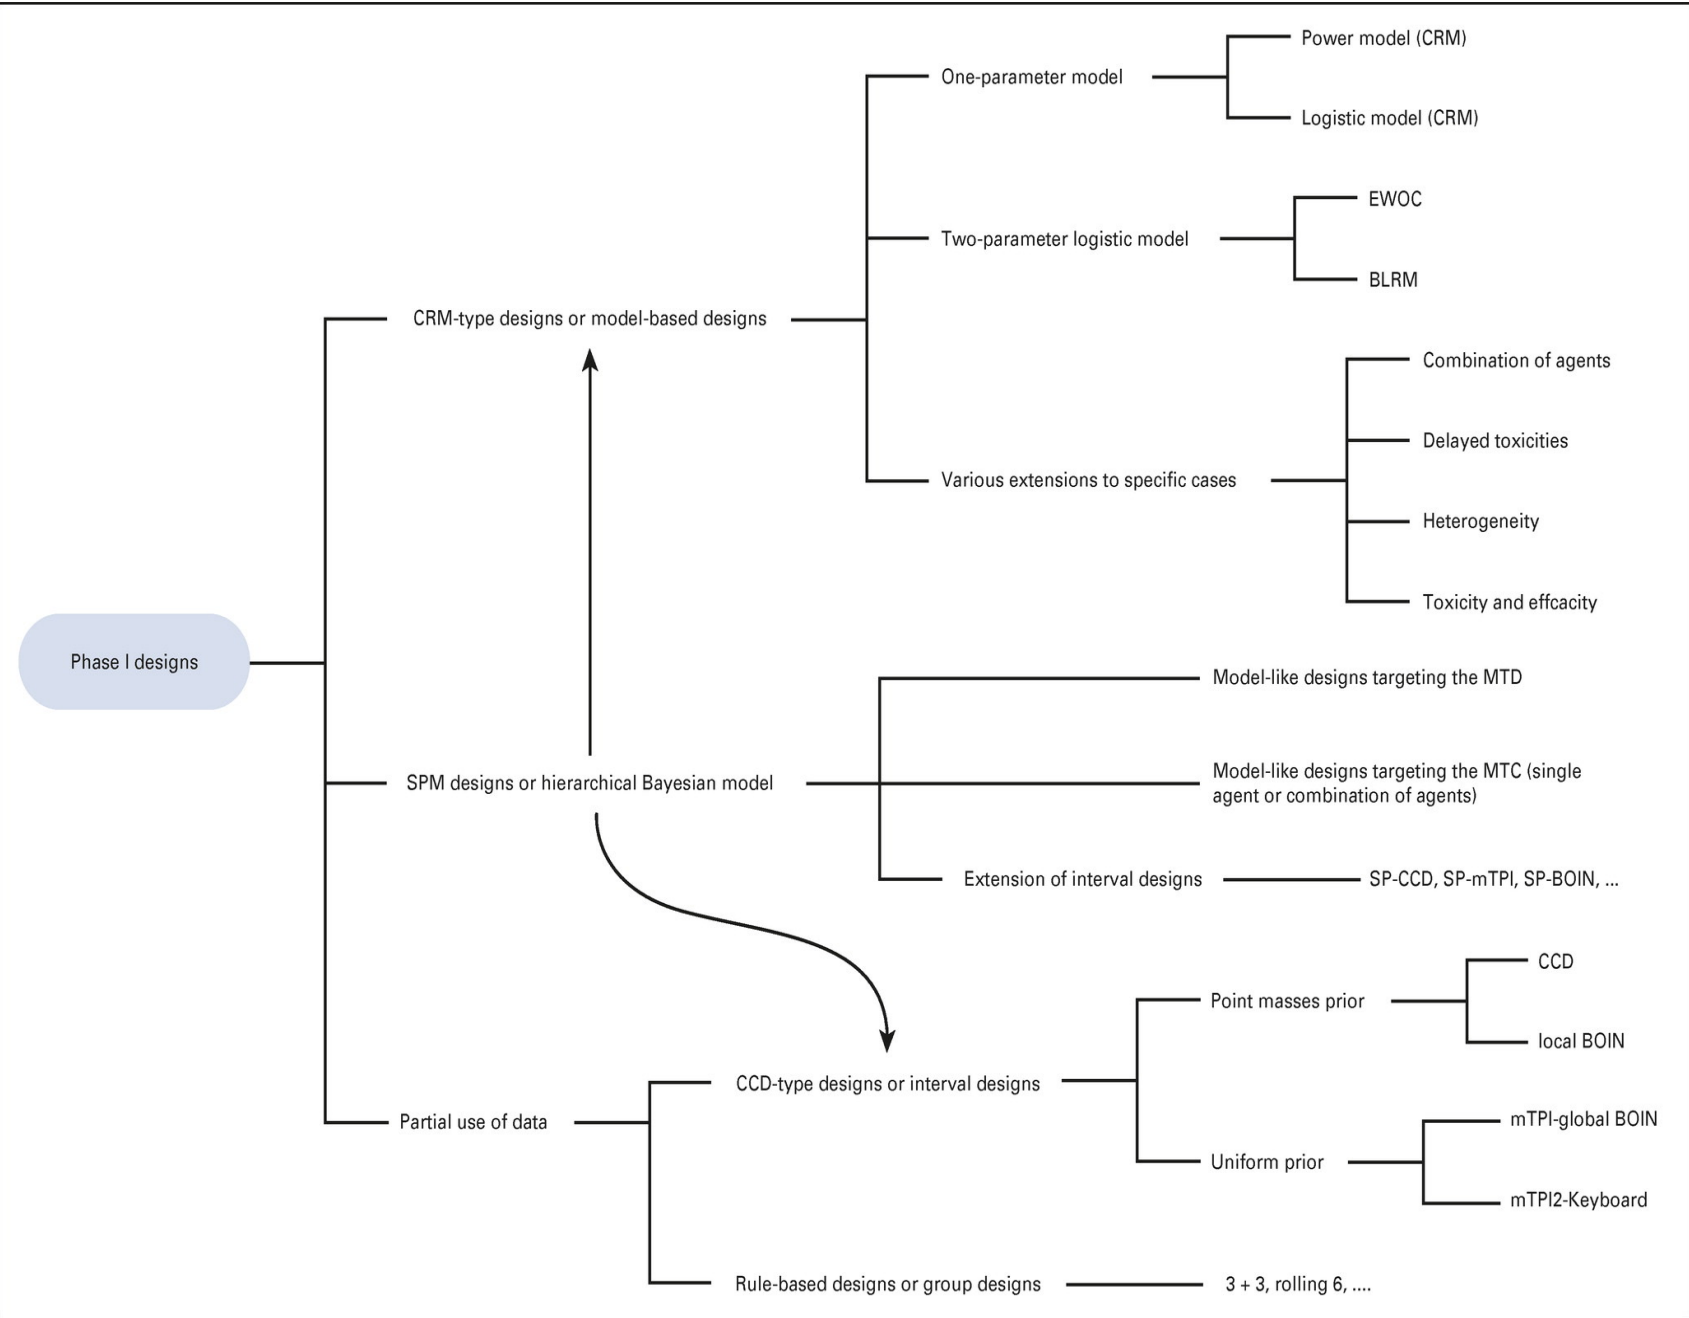 Power model (CRM)
One-parameter model
Logistic model (CRM)
EWOC
Two-parameter logistic model
BLRM
CRM-type designs or model-based designs
Combination of agents
Delayed toxicities
Various extensions to specific cases
Heterogeneity
Toxicity and effcacity
Phase I designs
Model-like designs targeting the MTD
SPM designs or hierarchical Bayesian model
Model-like designs targeting the MTC (single
agent or combination of agents)
Extension of interval designs
SP-CCD, SP-mTPI, SP-BOIN, ...
CCD
Point masses prior
local BOIN
CCD-type designs or interval designs
Partial use of data
mTPI-global BOIN
Uniform prior
mTPI2-Keyboard
Rule-based designs or group designs
3 + 3, rolling 6, ....